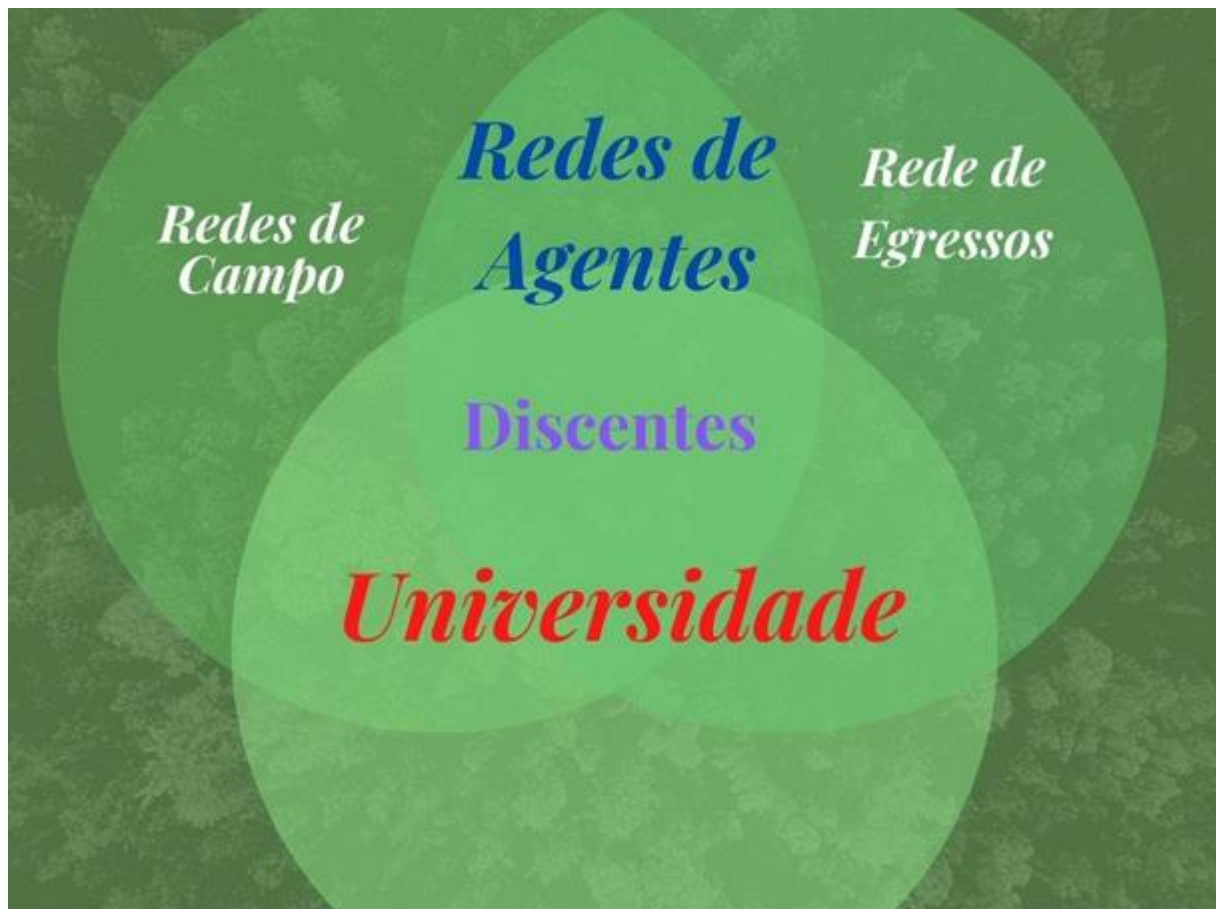 Redes de
Campo
Redes de
Agentes
Rede de
Egressos
Discentes
Universidade